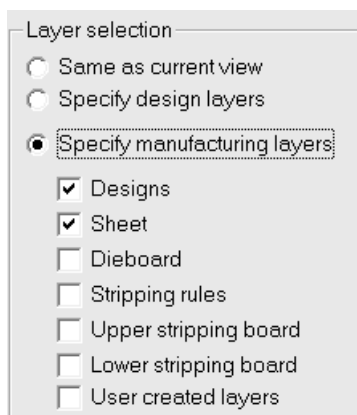 Layer selection
Same as current view
Specify design layers
Specify manufacturing layers
Designs
Sheet
Dieboard
Stripping rules
Upper stripping board
Lower stripping board
User created layers